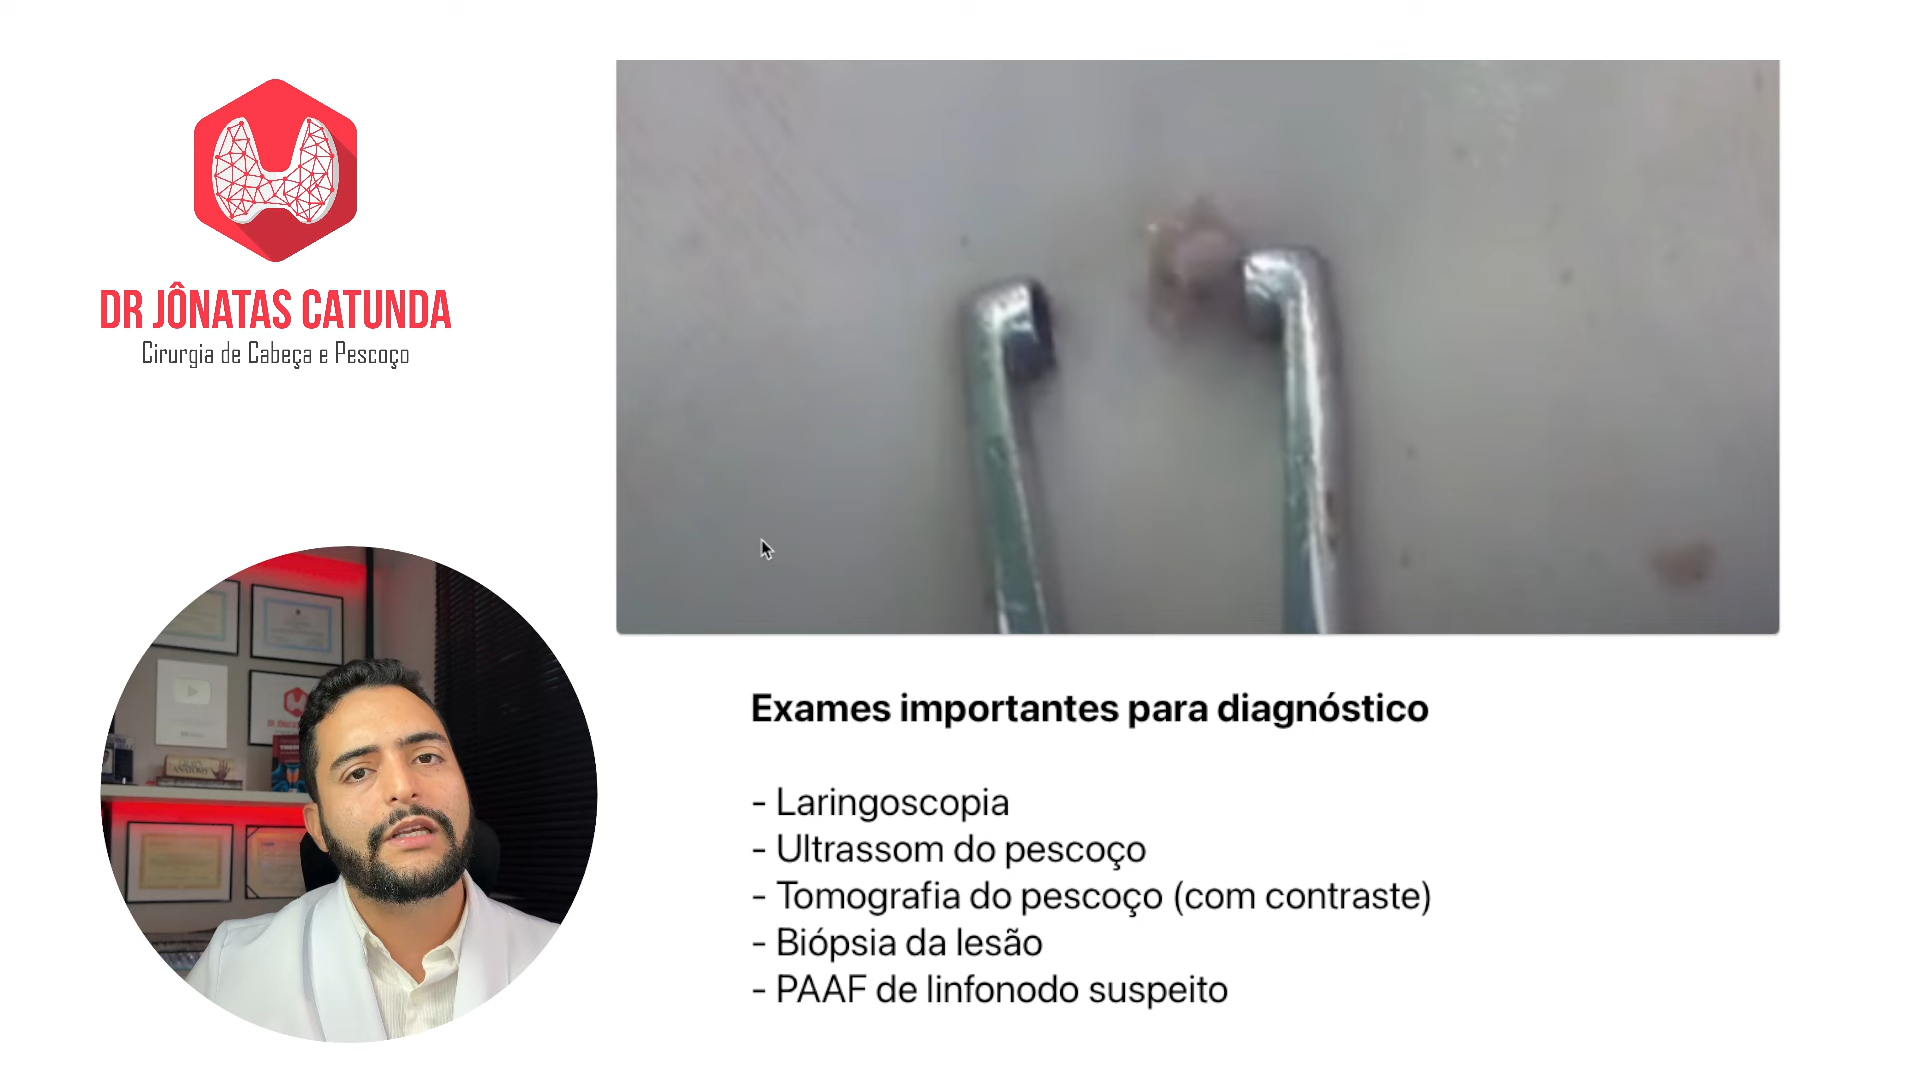 DR JÔNATAS CATUNDA
Cirurgia de Cabeça e Pescoço
Exames importantes para diagnóstico
- Laringoscopia
- Ultrassom do pescoço
- Tomografia do pescoço (com contraste)
- Biópsia da lesão
- PAAF de linfonodo suspeito